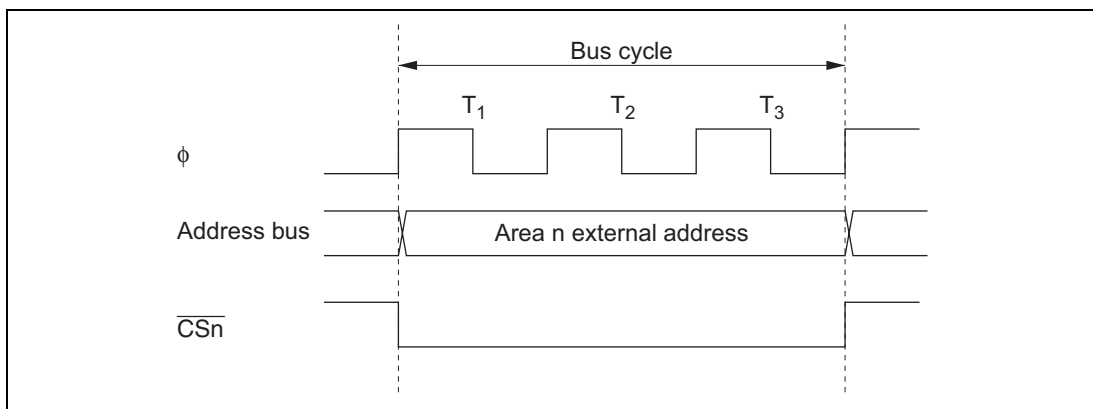 Bus cycle
T1 T2 T3
ϕ
Address bus Area n external address
CSn